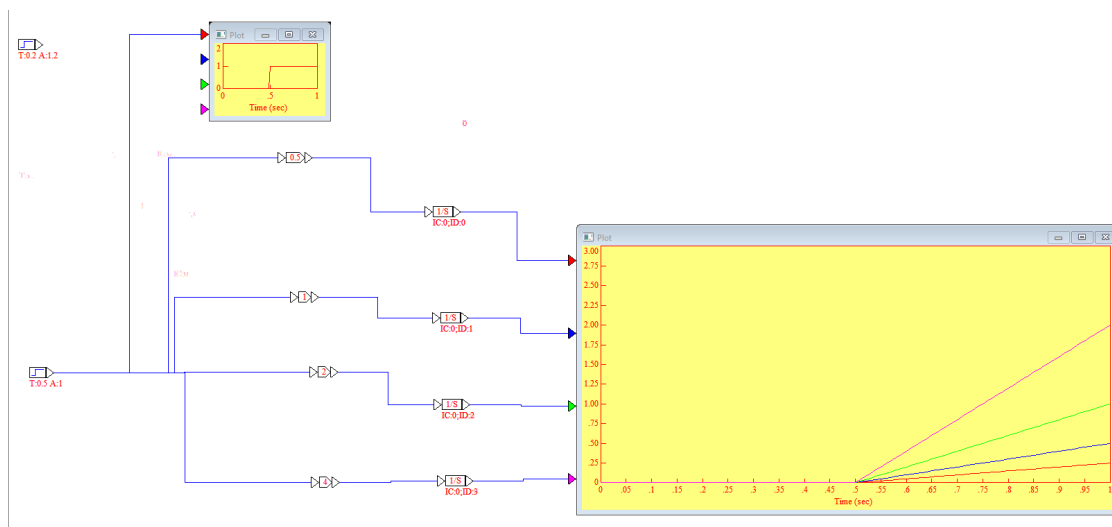 T:0.2 A:1.2
Plot
2
1
0
0 .5 1
Time (sec)
0
0.5
1/S
IC:0;ID:0
1
1/S
IC:0;ID:1
T:0.5 A:1
2
1/S
IC:0;ID:2
4
1/S
IC:0;ID:3
Plot
3.00
2.75
2.50
2.25
2.00
1.75
1.50
1.25
1.00
.75
.50
.25
0
0 .05 .1 .15 .2 .25 .3 .35 .4 .45 .5 .55 .6 .65 .7 .75 .8 .85 .9 .95 1
Time (sec)